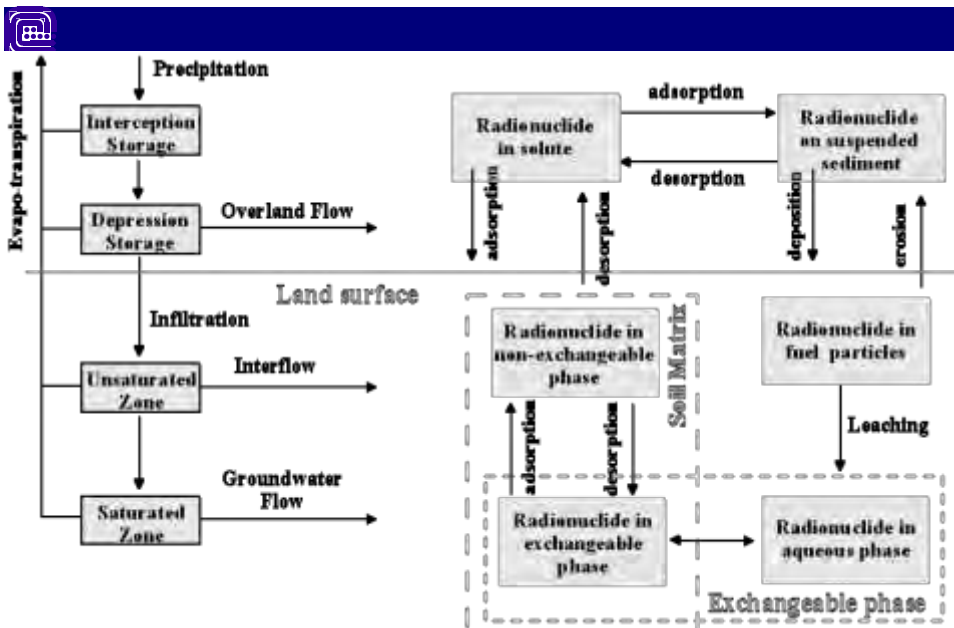 Precipitation
Evapo-transpiration
Interception
Storage
Depression
Storage
Overland Flow
Infiltration
Unsaturated
Zone
Interflow
Saturated
Zone
Groundwater
Flow
Radionuclide
in solute
adsorption
desorption
Radionuclide
on suspended
sediment
adsorption
desorption
deposition
erosion
Land surface
Radionuclide in
non-exchangeable
phase
Soil Matrix
Radionuclide in
fuel particles
adsorption
desorption
Leaching
Radionuclide in
exchangeable
phase
Radionuclide in
aqueous phase
Exchangeable phase